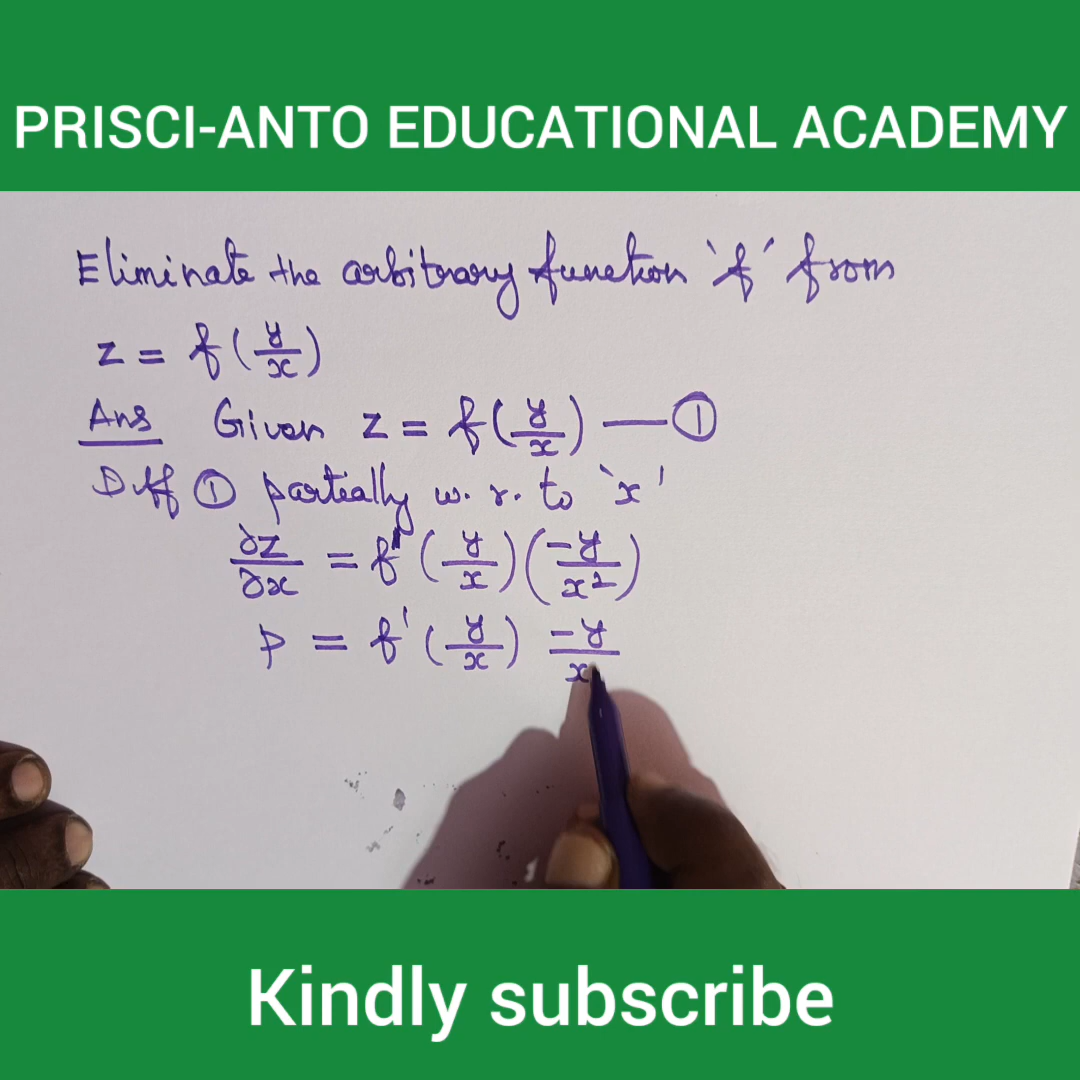 PRISCI-ANTO EDUCATIONAL ACADEMY
Eliminate the arbitrary function 'f' from
z = f(y/x)
Ans Given z = f(y/x) — ①
Diff ① partially w. r. to 'x'
∂z/∂x = f'(y/x)(-y/x²)
p = f'(y/x) -y/x
Kindly subscribe